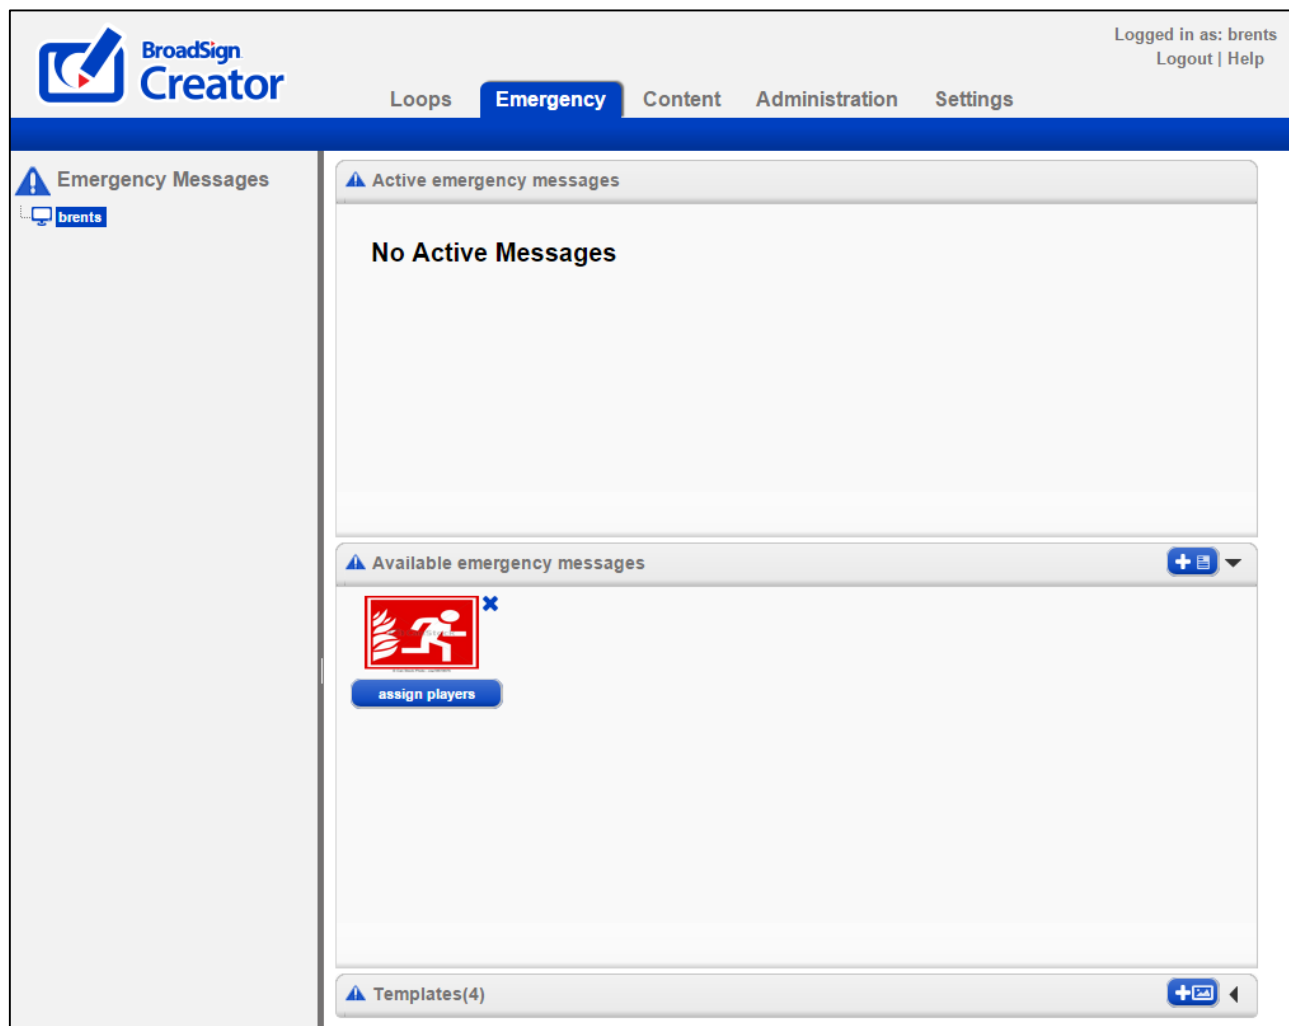 BroadSign
Creator
Logged in as: brents
Logout | Help
Loops
Emergency
Content
Administration
Settings
Emergency Messages
brents
Active emergency messages
No Active Messages
Available emergency messages
assign players
Templates(4)